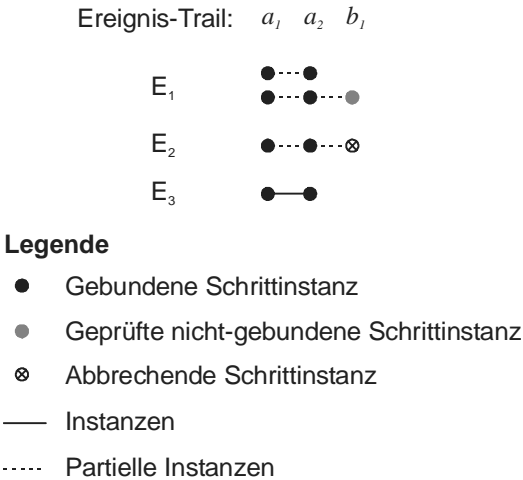 Ereignis-Trail: a₁ a₂ b₁
E₁
E₂
E₃
Legende
Gebundene Schrittinstanz
Geprüfte nicht-gebundene Schrittinstanz
Abbrechende Schrittinstanz
Instanzen
Partielle Instanzen